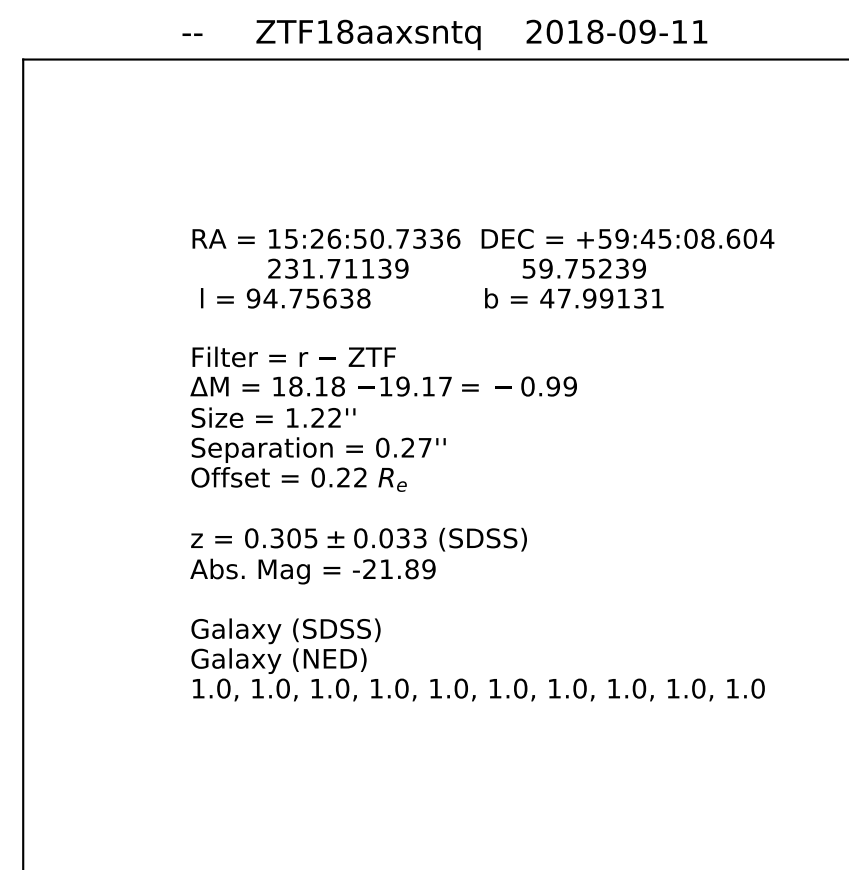 -- ZTF18aaxsntq 2018-09-11
RA = 15:26:50.7336 DEC = +59:45:08.604
231.71139 59.75239
l = 94.75638 b = 47.99131
Filter = r − ZTF
ΔM = 18.18 −19.17 = − 0.99
Size = 1.22''
Separation = 0.27''
Offset = 0.22 Rₑ
z = 0.305 ± 0.033 (SDSS)
Abs. Mag = -21.89
Galaxy (SDSS)
Galaxy (NED)
1.0, 1.0, 1.0, 1.0, 1.0, 1.0, 1.0, 1.0, 1.0, 1.0